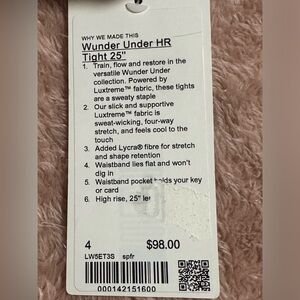 WHY WE MADE THIS
Wunder Under HR
Tight 25"
1. Train, flow and restore in the
versatile Wunder Under
collection. Powered by
Luxtreme™ fabric, these tights
are a sweaty staple
2. Our slick and supportive
Luxtreme™ fabric is
sweat-wicking, four-way
stretch, and feels cool to the
touch
3. Added Lycra® fibre for stretch
and shape retention
4. Waistband lies flat and won't
dig in
5. Waistband pocket holds your key
or card
6. High rise, 25"
4 $98.00
LW5ET3S spfr
000142151600